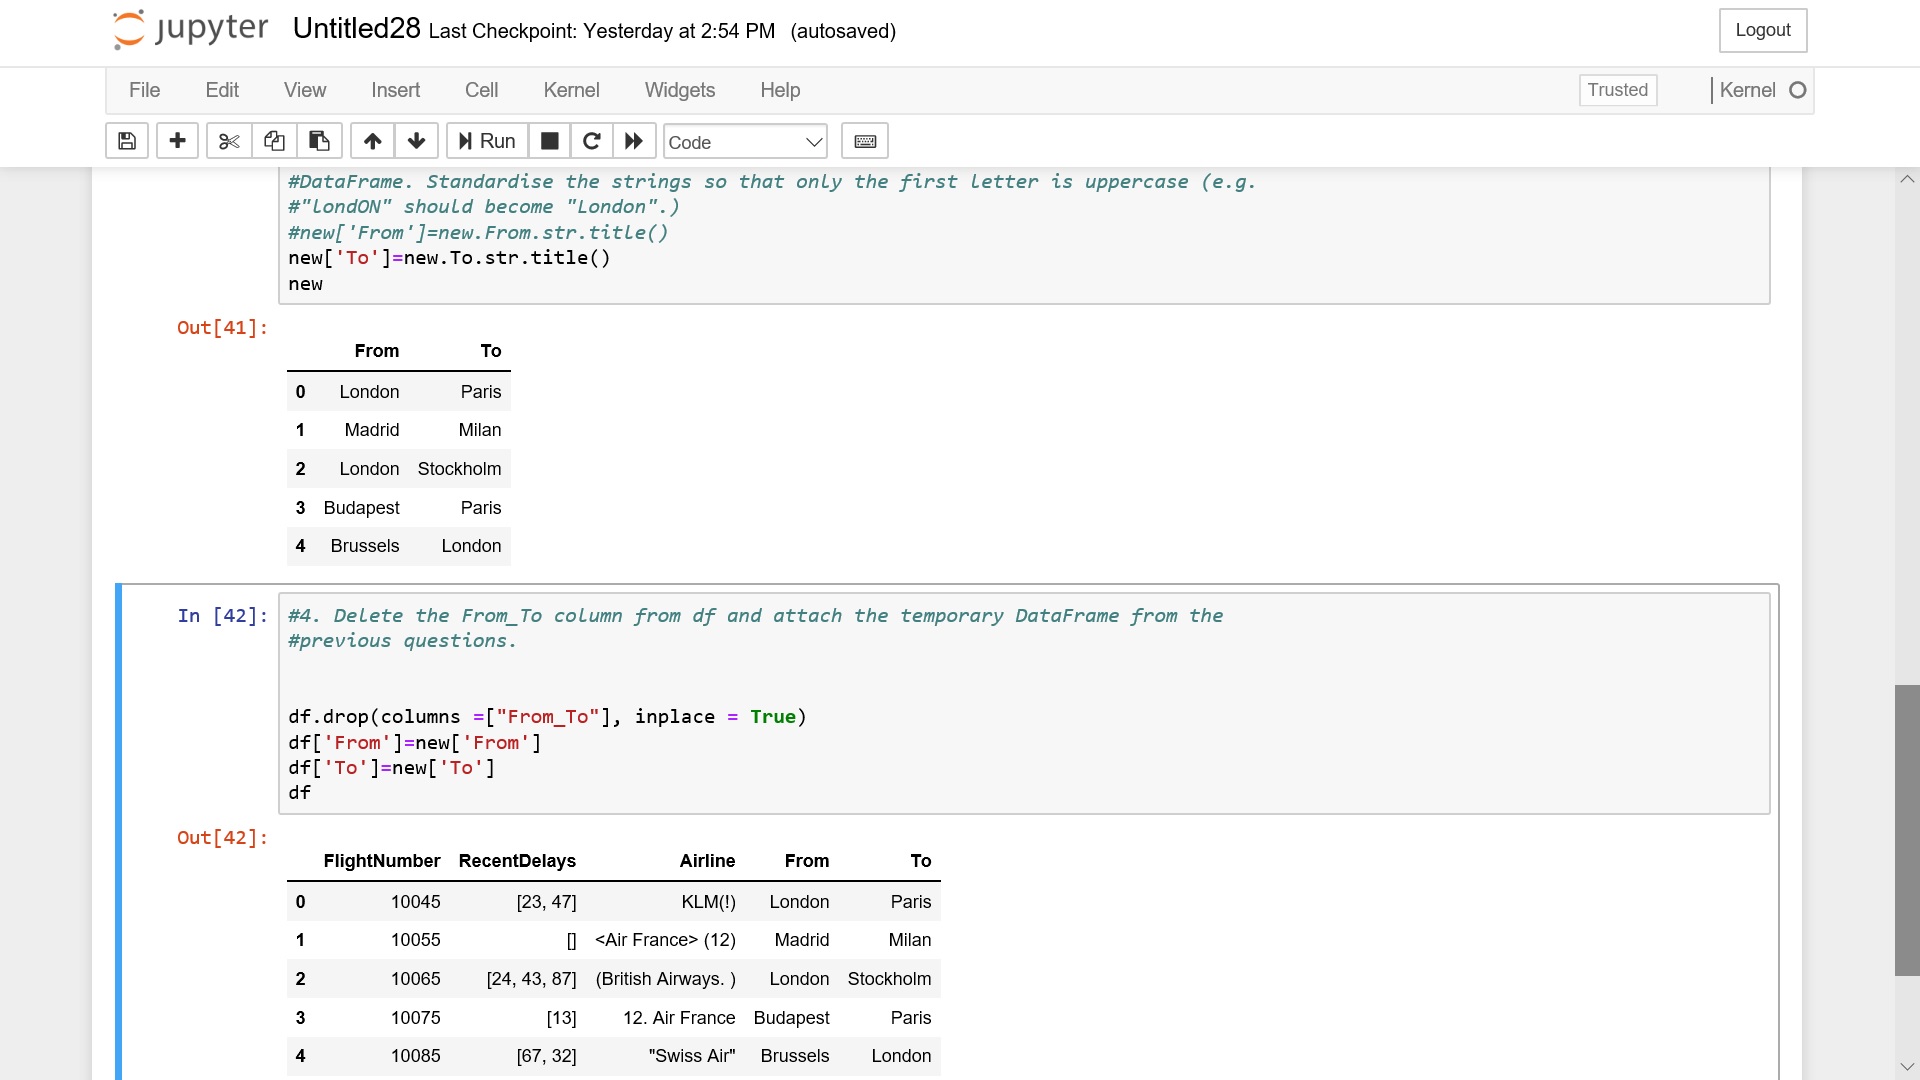 jupyter Untitled28 Last Checkpoint: Yesterday at 2:54 PM (autosaved) Logout
File Edit View Insert Cell Kernel Widgets Help Trusted Kernel
Run Code
#DataFrame. Standardise the strings so that only the first letter is uppercase (e.g.
#"londON" should become "London".)
#new['From']=new.From.str.title()
new['To']=new.To.str.title()
new
Out[41]:
From To
0 London Paris
1 Madrid Milan
2 London Stockholm
3 Budapest Paris
4 Brussels London
In [42]: #4. Delete the From_To column from df and attach the temporary DataFrame from the
#previous questions.
df.drop(columns =["From_To"], inplace = True)
df['From']=new['From']
df['To']=new['To']
df
Out[42]:
FlightNumber RecentDelays Airline From To
0 10045 [23, 47] KLM(!) London Paris
1 10055 [] <Air France> (12) Madrid Milan
2 10065 [24, 43, 87] (British Airways. ) London Stockholm
3 10075 [13] 12. Air France Budapest Paris
4 10085 [67, 32] "Swiss Air" Brussels London